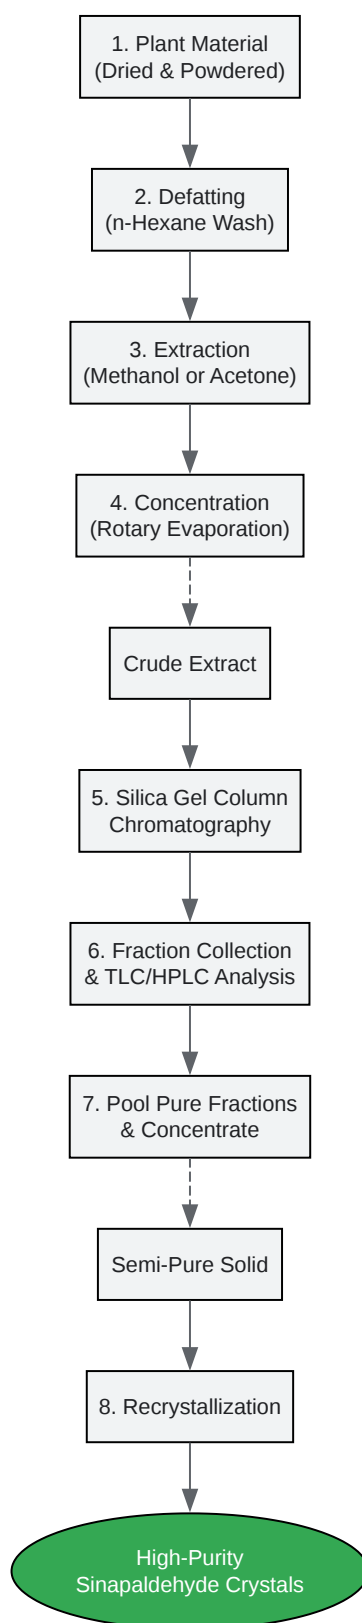 1. Plant Material
(Dried & Powdered)
2. Defatting
(n-Hexane Wash)
3. Extraction
(Methanol or Acetone)
4. Concentration
(Rotary Evaporation)
Crude Extract
5. Silica Gel Column
Chromatography
6. Fraction Collection
& TLC/HPLC Analysis
7. Pool Pure Fractions
& Concentrate
Semi-Pure Solid
8. Recrystallization
High-Purity
Sinapaldehyde Crystals